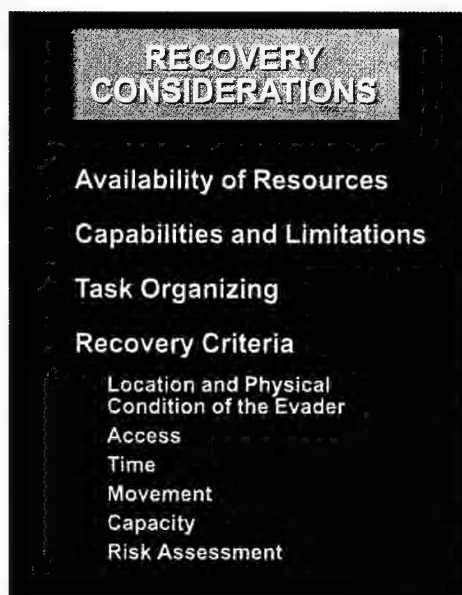 RECOVERY
CONSIDERATIONS
Availability of Resources
Capabilities and Limitations
Task Organizing
Recovery Criteria
Location and Physical
Condition of the Evader
Access
Time
Movement
Capacity
Risk Assessment